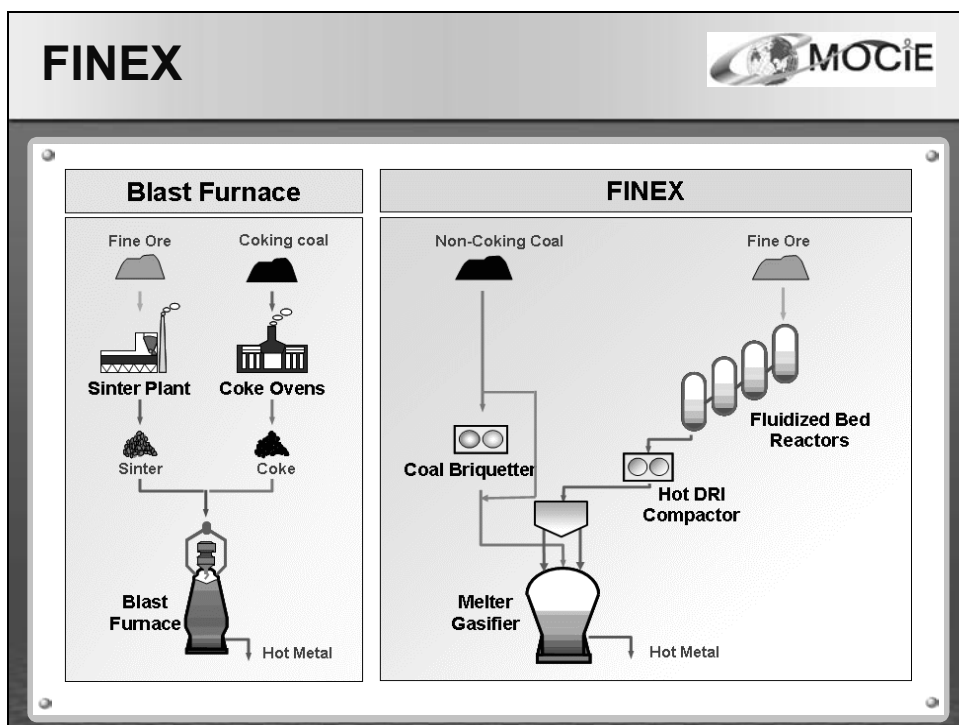 FINEX
MOCiE
Blast Furnace
Fine Ore
Coking coal
Sinter Plant
Coke Ovens
Sinter
Coke
Blast
Furnace
Hot Metal
FINEX
Non-Coking Coal
Fine Ore
Fluidized Bed
Reactors
Coal Briquetter
Hot DRI
Compactor
Melter
Gasifier
Hot Metal